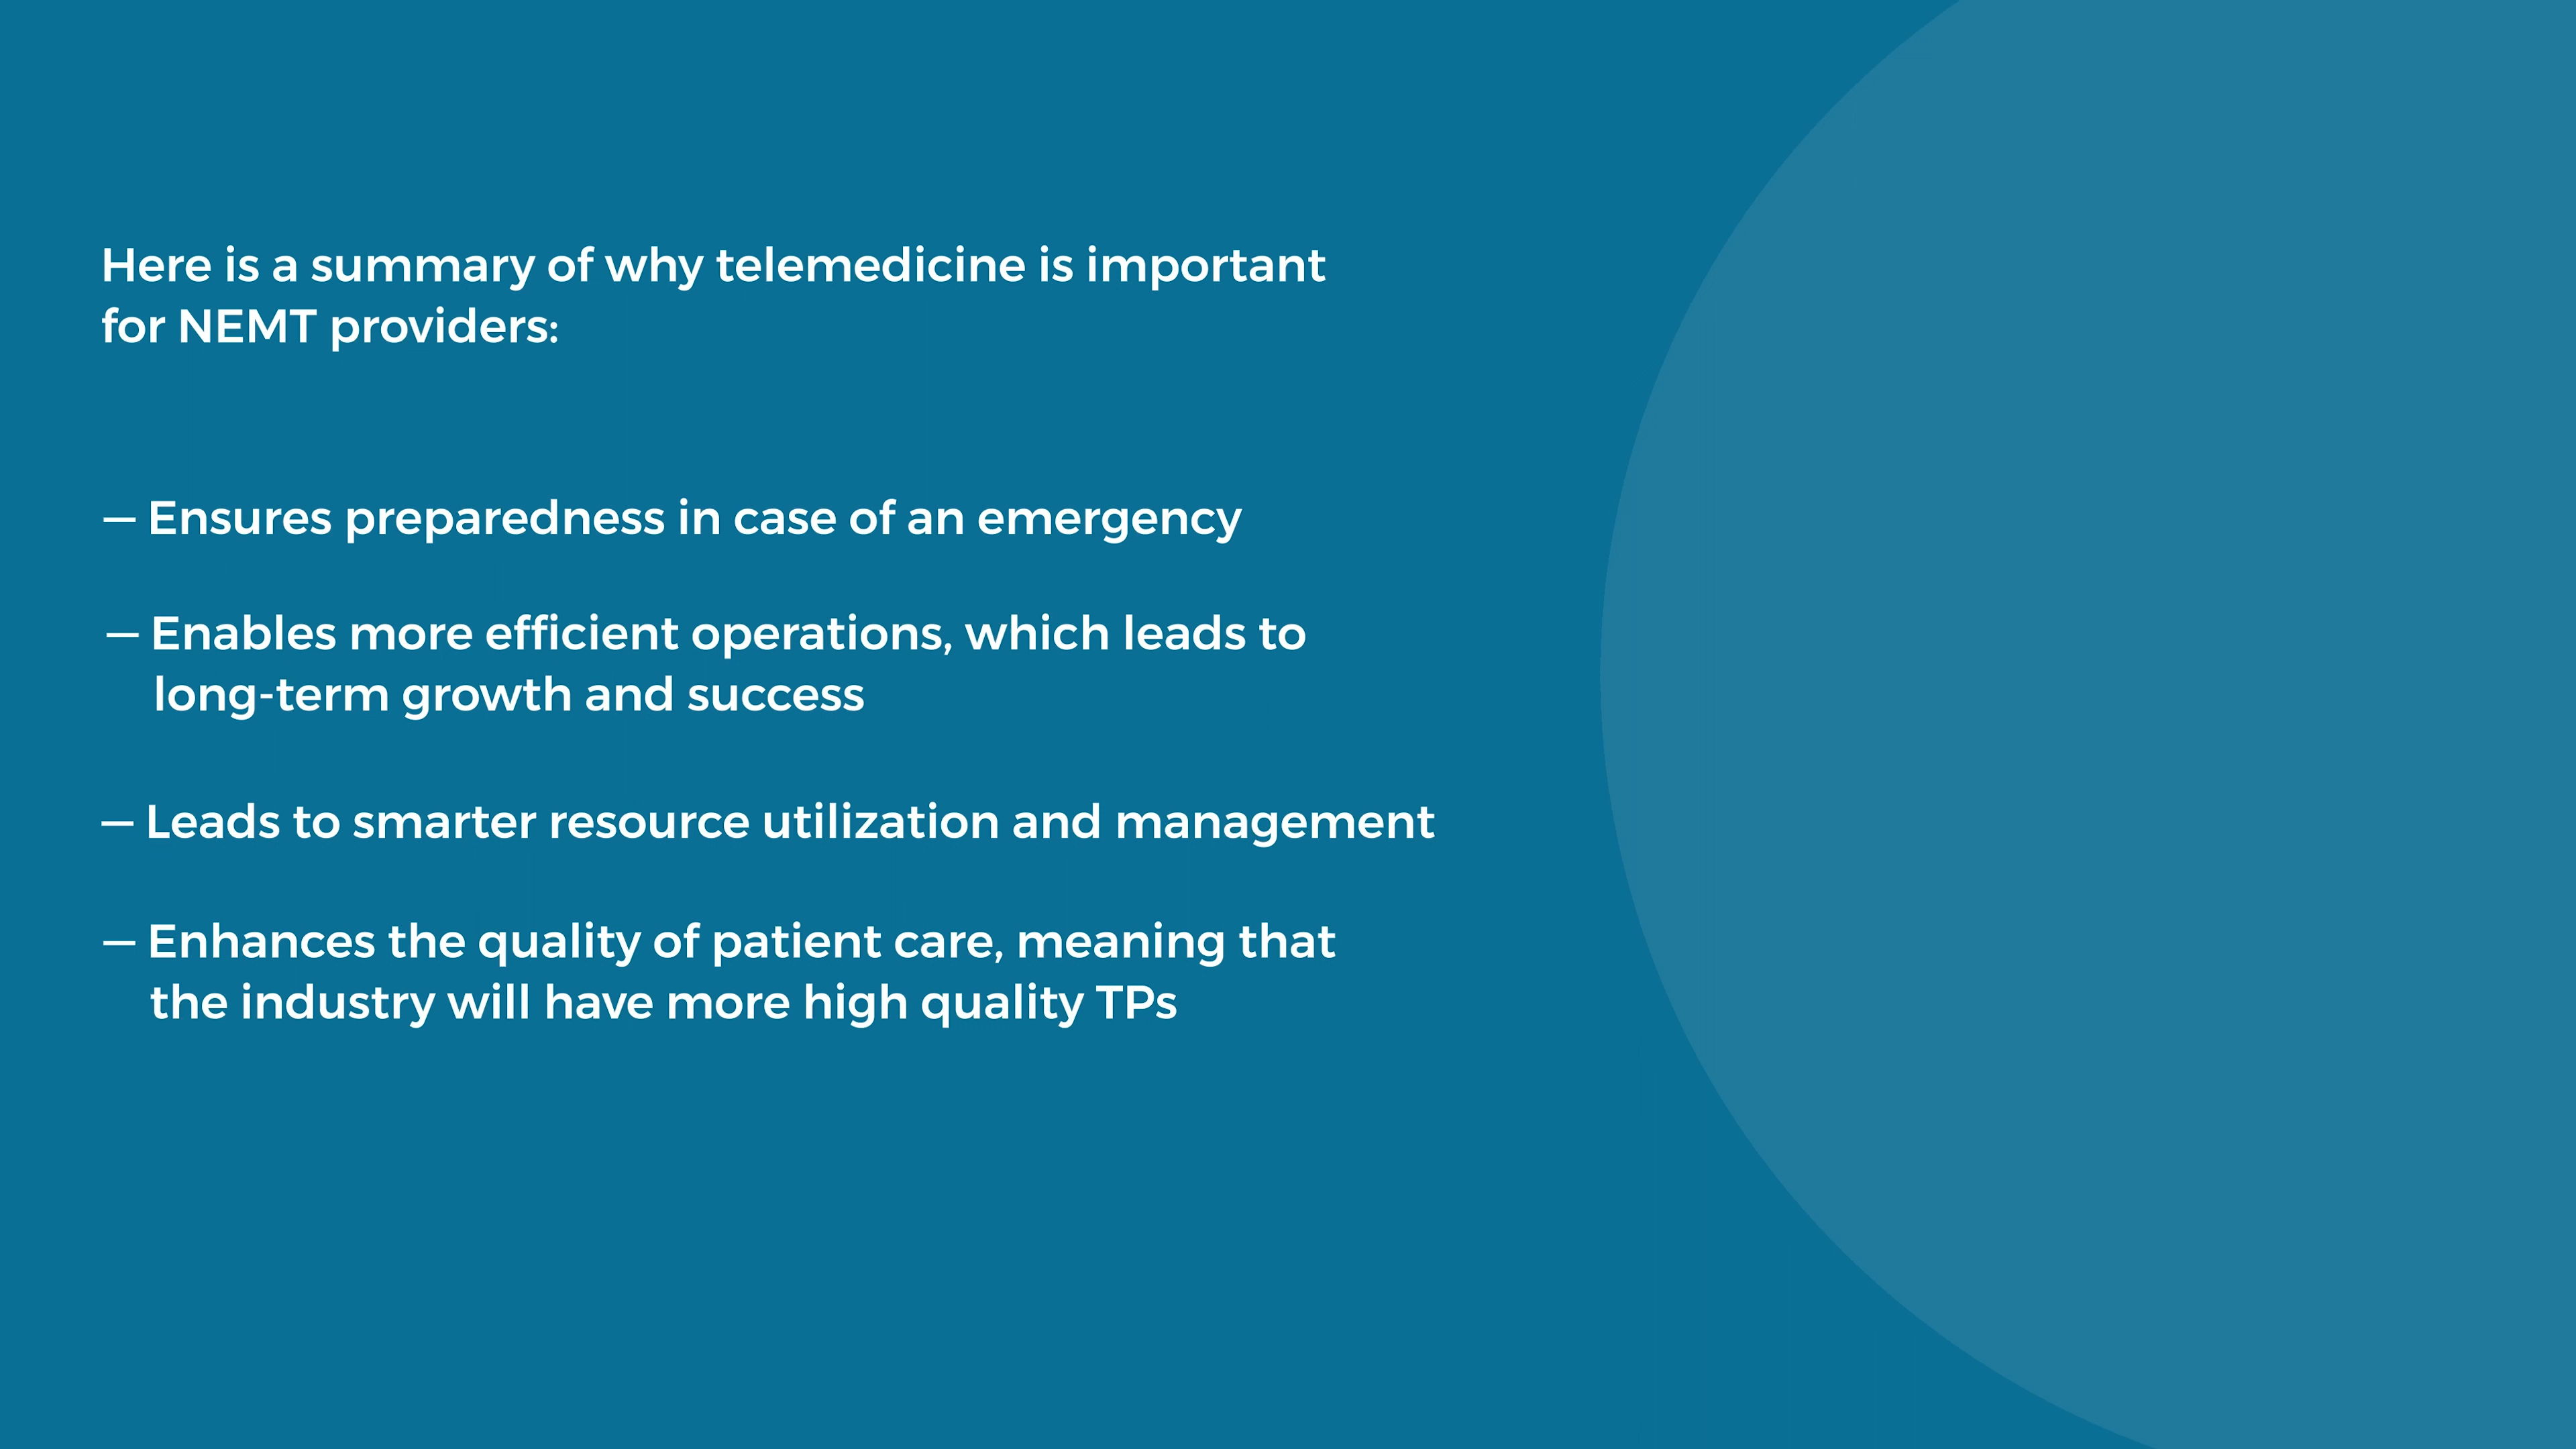 Here is a summary of why telemedicine is important
for NEMT providers:
— Ensures preparedness in case of an emergency
— Enables more efficient operations, which leads to
long-term growth and success
— Leads to smarter resource utilization and management
— Enhances the quality of patient care, meaning that
the industry will have more high quality TPs